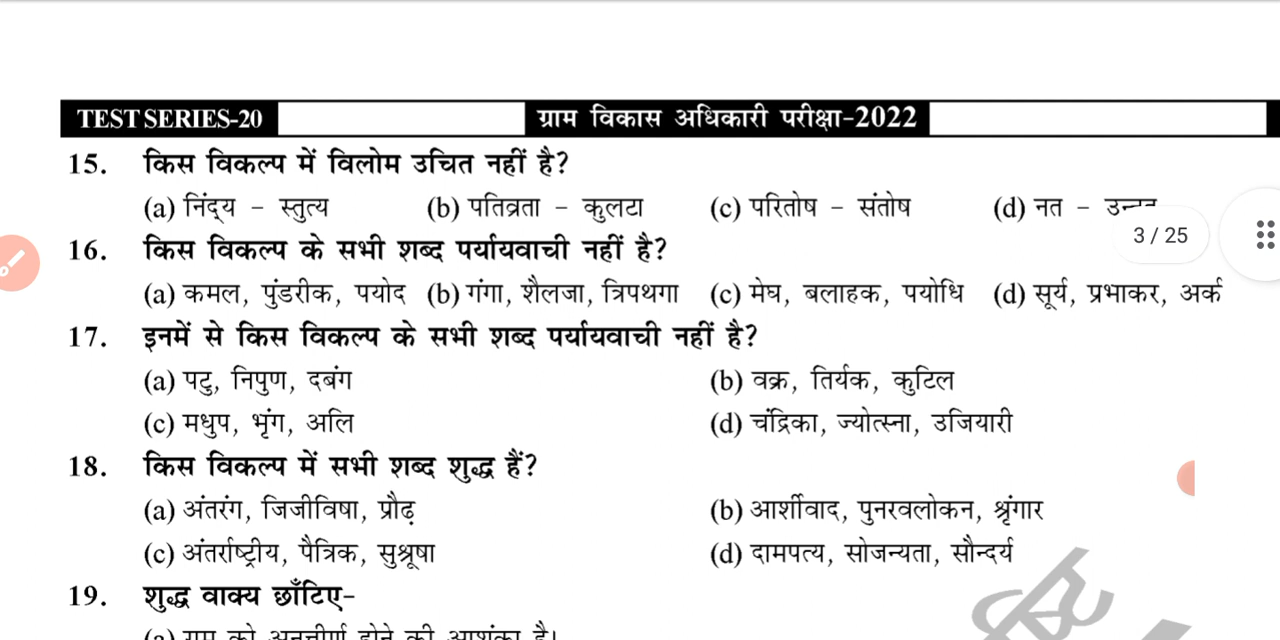 TEST SERIES-20 ग्राम विकास अधिकारी परीक्षा-2022
15. किस विकल्प में विलोम उचित नहीं है?
(a) निंद्य - स्तुत्य (b) पतिव्रता - कुलटा (c) परितोष - संतोष (d) नत -
3 / 25
16. किस विकल्प के सभी शब्द पर्यायवाची नहीं है?
(a) कमल, पुंडरीक, पयोद (b) गंगा, शैलजा, त्रिपथगा (c) मेघ, बलाहक, पयोधि (d) सूर्य, प्रभाकर, अर्क
17. इनमें से किस विकल्प के सभी शब्द पर्यायवाची नहीं है?
(a) पटु, निपुण, दबंग (b) वक्र, तिर्यक, कुटिल
(c) मधुप, भृंग, अलि (d) चंद्रिका, ज्योत्स्ना, उजियारी
18. किस विकल्प में सभी शब्द शुद्ध हैं?
(a) अंतरंग, जिजीविषा, प्रौढ़ (b) आर्शीवाद, पुनरवलोकन, श्रृंगार
(c) अंतर्राष्ट्रीय, पैत्रिक, सुश्रूषा (d) दामपत्य, सोजन्यता, सौन्दर्य
19. शुद्ध वाक्य छाँटिए-